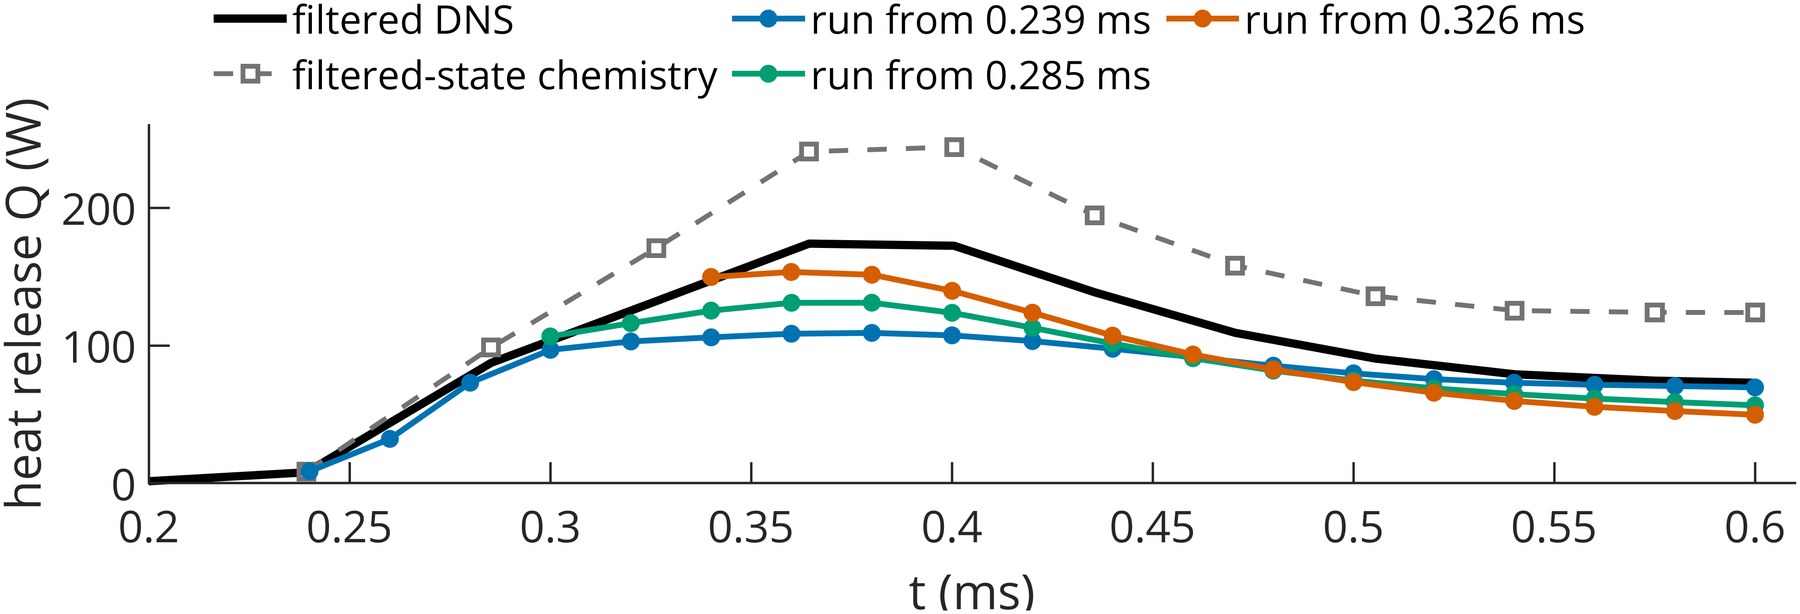 filtered DNS
run from 0.239 ms
run from 0.326 ms
filtered-state chemistry
run from 0.285 ms
heat release Q (W)
200
100
0
0.2
0.25
0.3
0.35
0.4
0.45
0.5
0.55
0.6
t (ms)